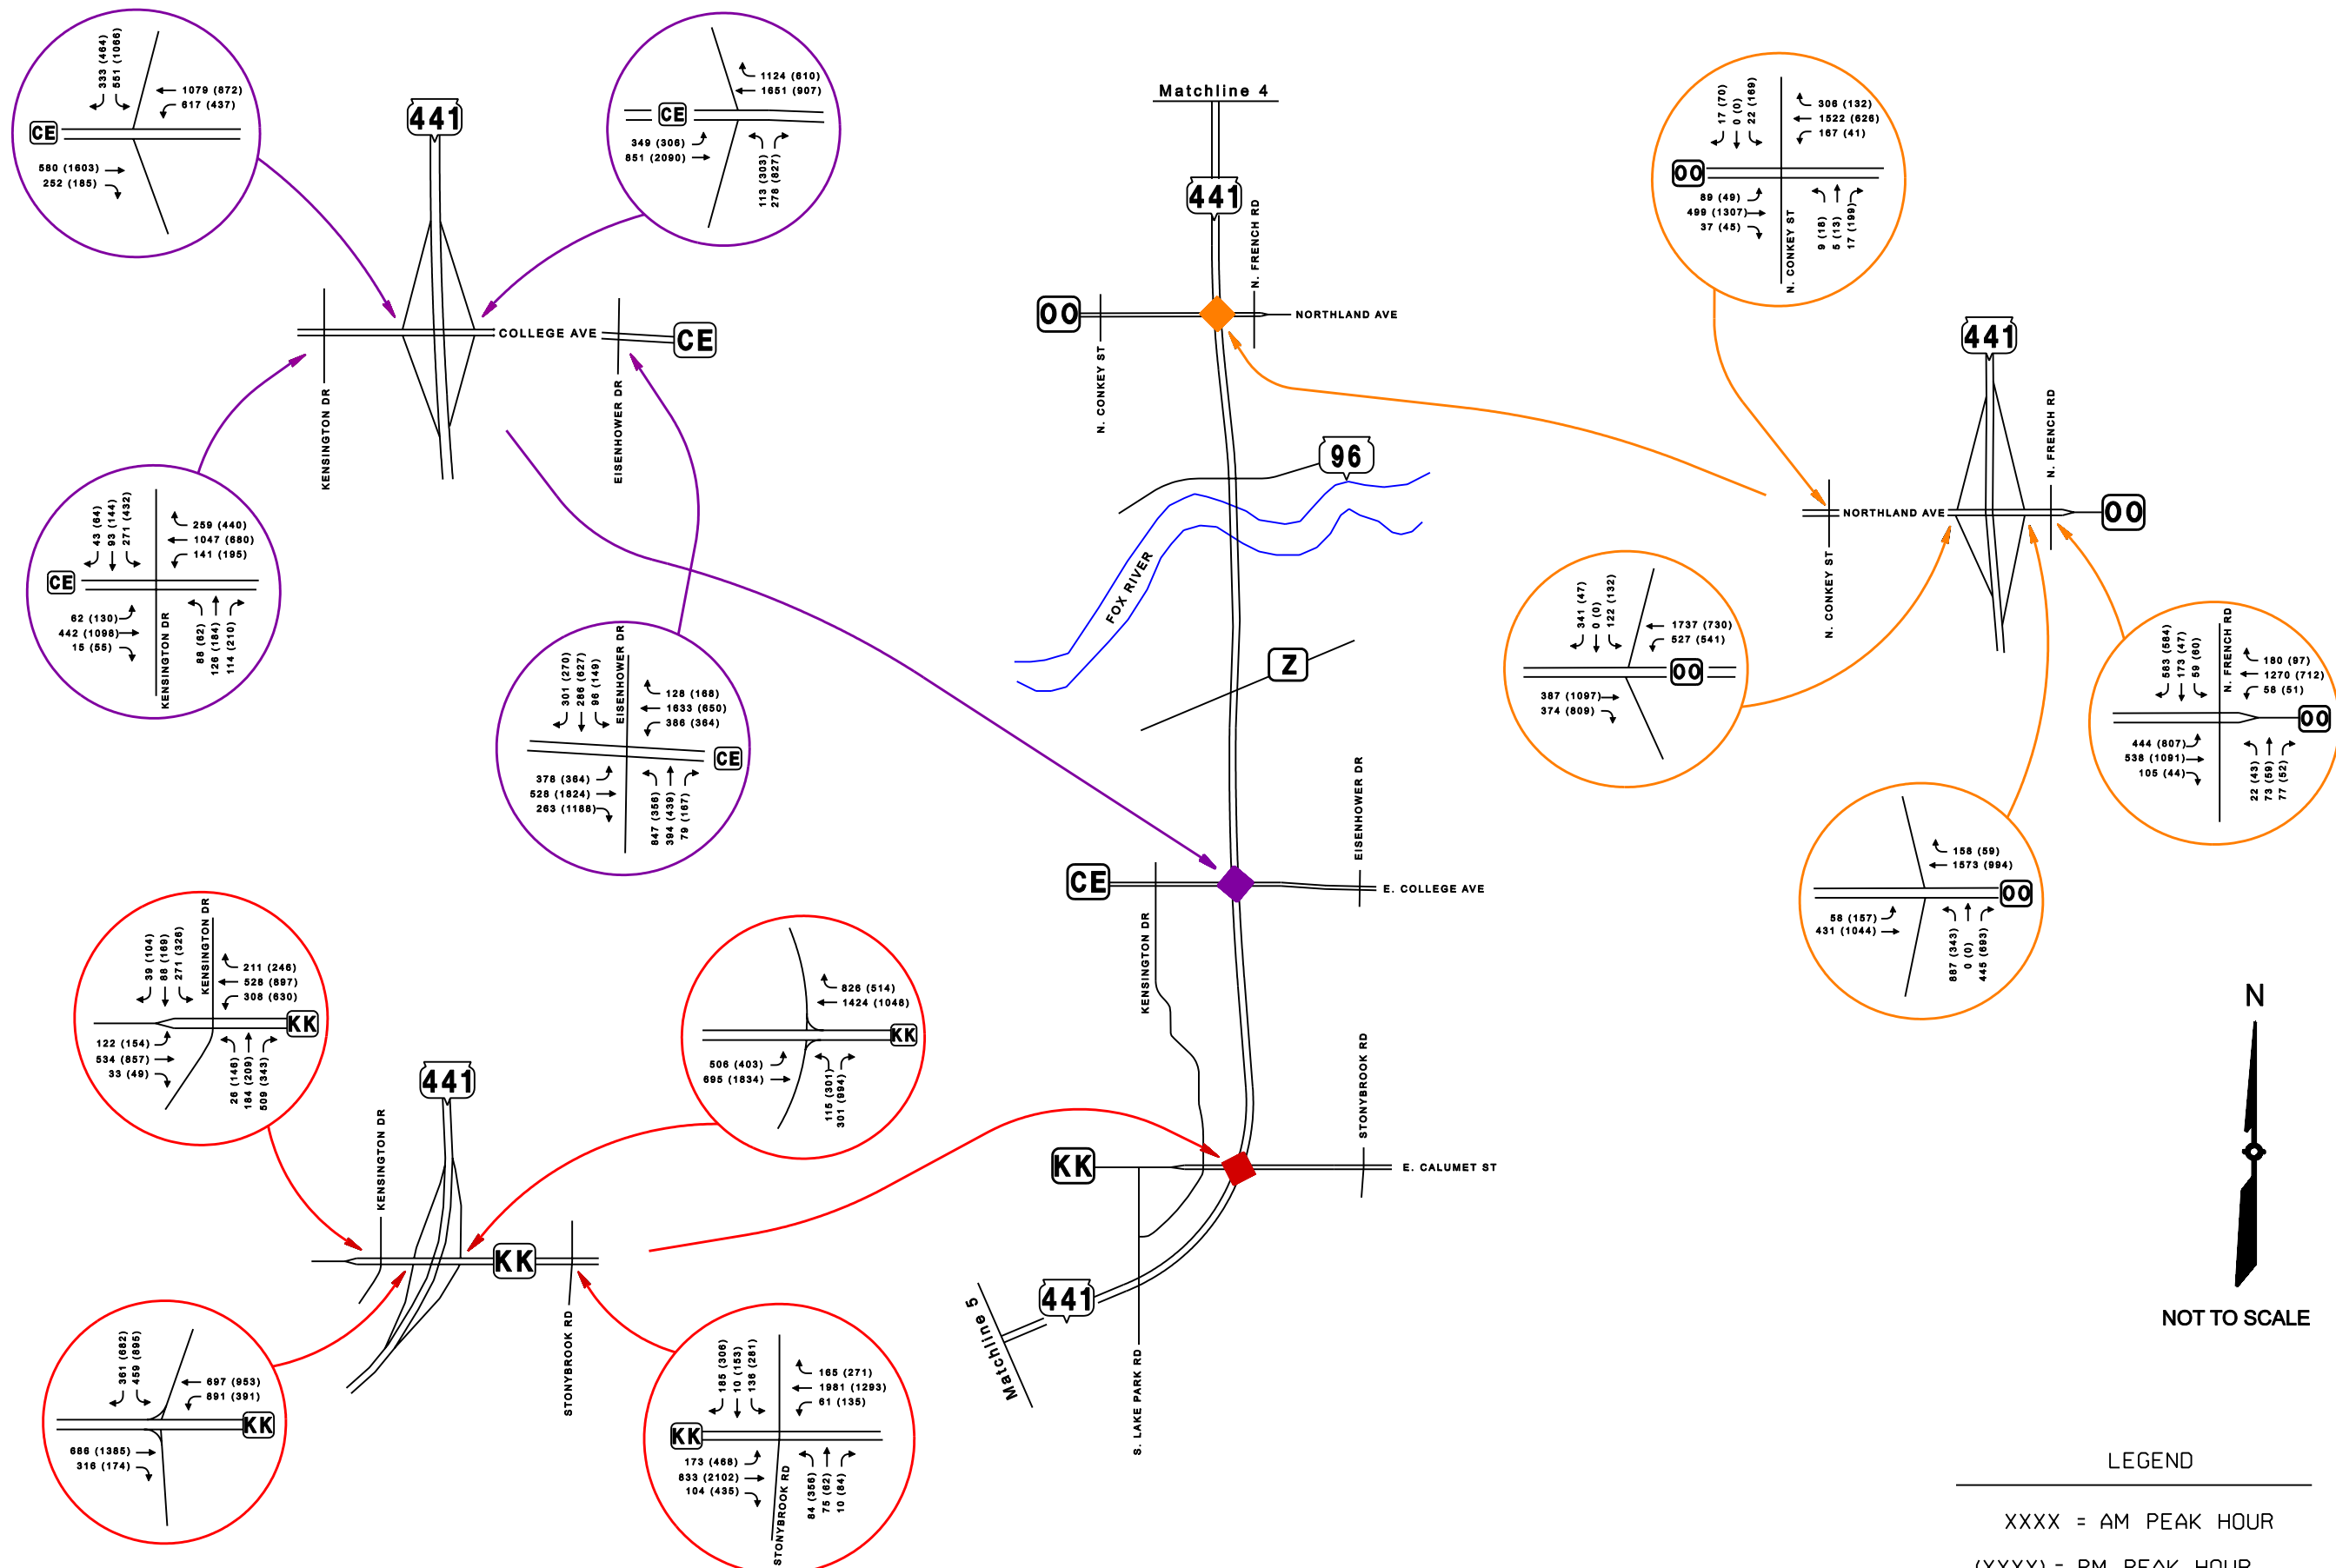 333 (464)
551 (1066)
1079 (872)
617 (437)
CE
580 (1603)
252 (185)
1124 (610)
1651 (907)
CE
349 (306)
851 (2090)
113 (303)
278 (827)
441
COLLEGE AVE
CE
KENSINGTON DR
EISENHOWER DR
43 (64)
93 (144)
271 (432)
259 (440)
1047 (680)
141 (195)
CE
62 (130)
442 (1098)
15 (55)
KENSINGTON DR
88 (62)
126 (184)
114 (210)
301 (270)
286 (627)
96 (149)
EISENHOWER DR
128 (168)
1633 (650)
386 (364)
CE
378 (364)
528 (1824)
263 (1188)
847 (356)
394 (439)
79 (167)
Matchline 4
441
N. FRENCH RD
OO
NORTHLAND AVE
N. CONKEY ST
96
FOX RIVER
Z
EISENHOWER DR
CE
E. COLLEGE AVE
KENSINGTON DR
STONYBROOK RD
KK
E. CALUMET ST
441
Matchline 5
S. LAKE PARK RD
17 (70)
0 (0)
22 (169)
306 (132)
1522 (626)
167 (41)
OO
89 (49)
499 (1307)
37 (45)
N. CONKEY ST
9 (18)
5 (13)
17 (199)
441
N. FRENCH RD
NORTHLAND AVE
OO
N. CONKEY ST
341 (47)
0 (0)
122 (132)
1737 (730)
527 (541)
OO
387 (1097)
374 (809)
583 (584)
173 (47)
59 (60)
N. FRENCH RD
180 (97)
1270 (712)
58 (51)
OO
444 (807)
538 (1091)
105 (44)
22 (43)
73 (59)
77 (52)
158 (59)
1573 (994)
OO
58 (157)
431 (1044)
887 (343)
0 (0)
445 (693)
39 (104)
88 (169)
271 (326)
KENSINGTON DR
211 (246)
528 (897)
308 (630)
KK
122 (154)
534 (857)
33 (49)
26 (146)
184 (209)
509 (343)
826 (514)
1424 (1048)
KK
506 (403)
695 (1834)
115 (301)
301 (994)
441
KENSINGTON DR
KK
STONYBROOK RD
361 (682)
459 (895)
697 (953)
891 (391)
KK
686 (1385)
316 (174)
185 (306)
10 (153)
136 (281)
165 (271)
1981 (1293)
61 (135)
KK
173 (468)
833 (2102)
104 (435)
STONYBROOK RD
84 (356)
75 (62)
10 (84)
N
NOT TO SCALE
LEGEND
XXXX = AM PEAK HOUR
(XXXX) = PM PEAK HOUR